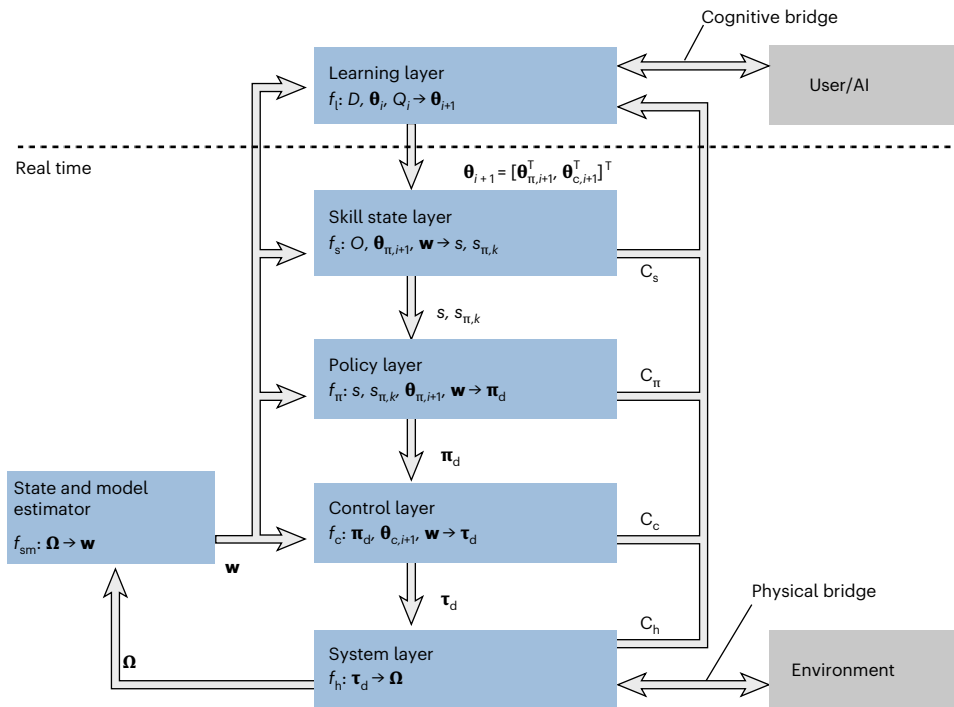 Cognitive bridge
Learning layer
f_l: D, θ_i, Q_i → θ_{i+1}
User/AI
Real time
θ_{i+1} = [θ^T_{π,i+1}, θ^T_{c,i+1}]^T
Skill state layer
f_s: O, θ_{π,i+1}, w → s, s_{π,k}
C_s
s, s_{π,k}
Policy layer
f_π: s, s_{π,k}, θ_{π,i+1}, w → π_d
C_π
π_d
State and model
estimator
f_sm: Ω → w
w
Control layer
f_c: π_d, θ_{c,i+1}, w → τ_d
C_c
τ_d
Physical bridge
C_h
System layer
f_h: τ_d → Ω
Ω
Environment